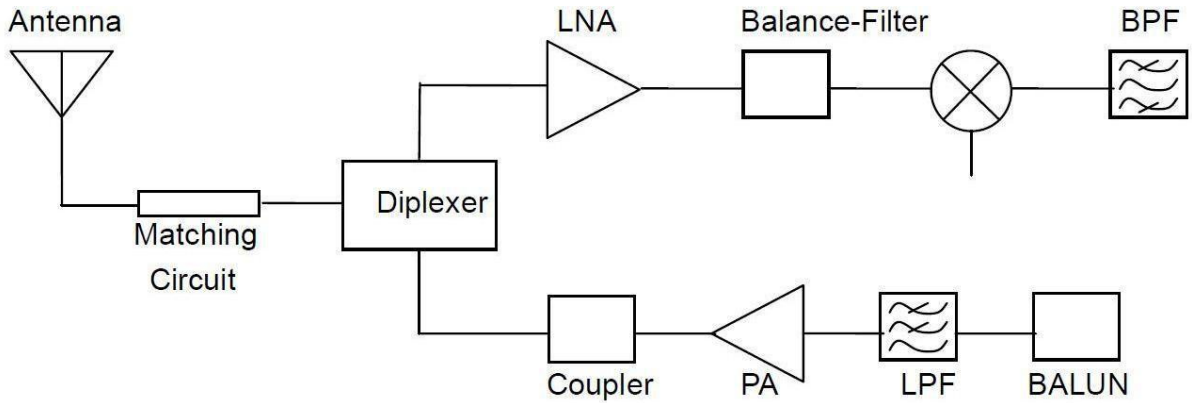 Antenna
LNA
Balance-Filter
BPF
Diplexer
Matching
Circuit
Coupler
PA
LPF
BALUN